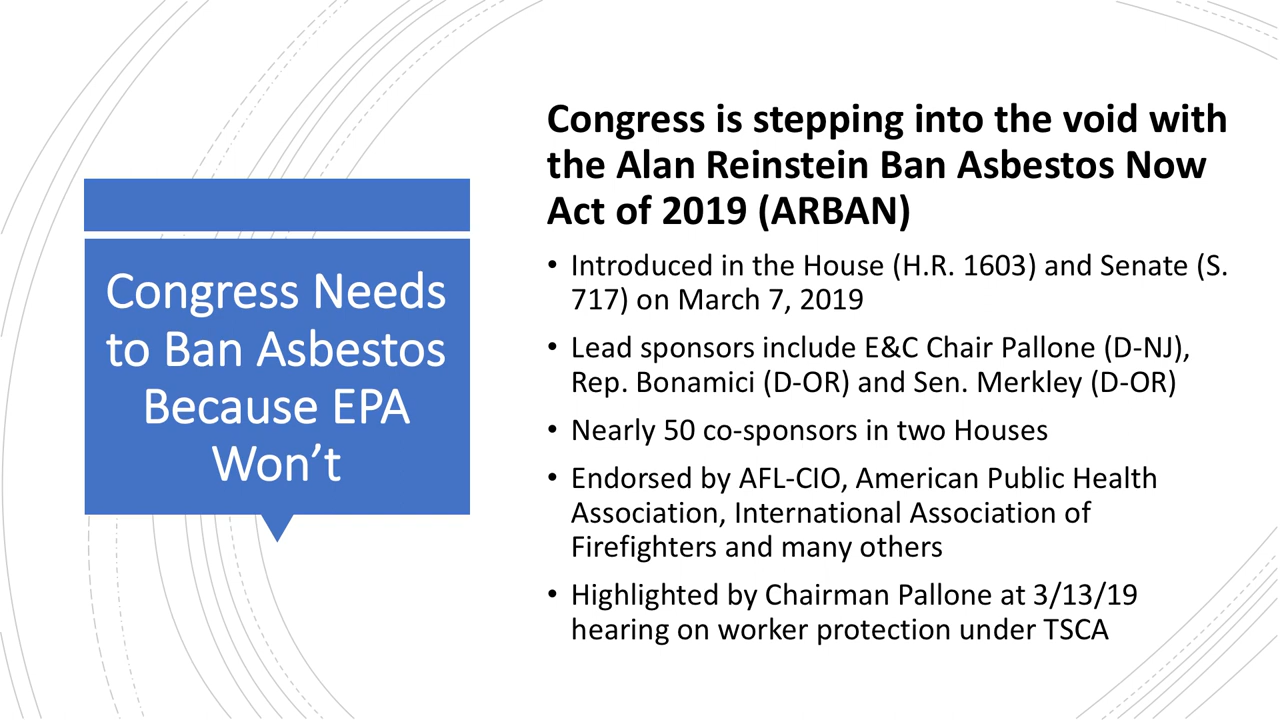 Congress Needs
to Ban Asbestos
Because EPA
Won’t
Congress is stepping into the void with
the Alan Reinstein Ban Asbestos Now
Act of 2019 (ARBAN)
• Introduced in the House (H.R. 1603) and Senate (S.
717) on March 7, 2019
• Lead sponsors include E&C Chair Pallone (D-NJ),
Rep. Bonamici (D-OR) and Sen. Merkley (D-OR)
• Nearly 50 co-sponsors in two Houses
• Endorsed by AFL-CIO, American Public Health
Association, International Association of
Firefighters and many others
• Highlighted by Chairman Pallone at 3/13/19
hearing on worker protection under TSCA